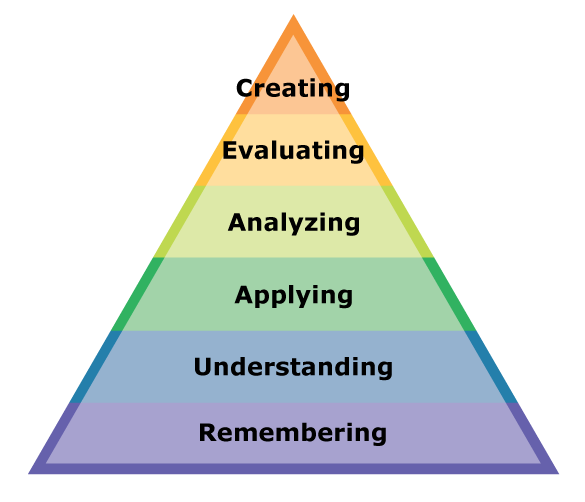 Creating
Evaluating
Analyzing
Applying
Understanding
Remembering